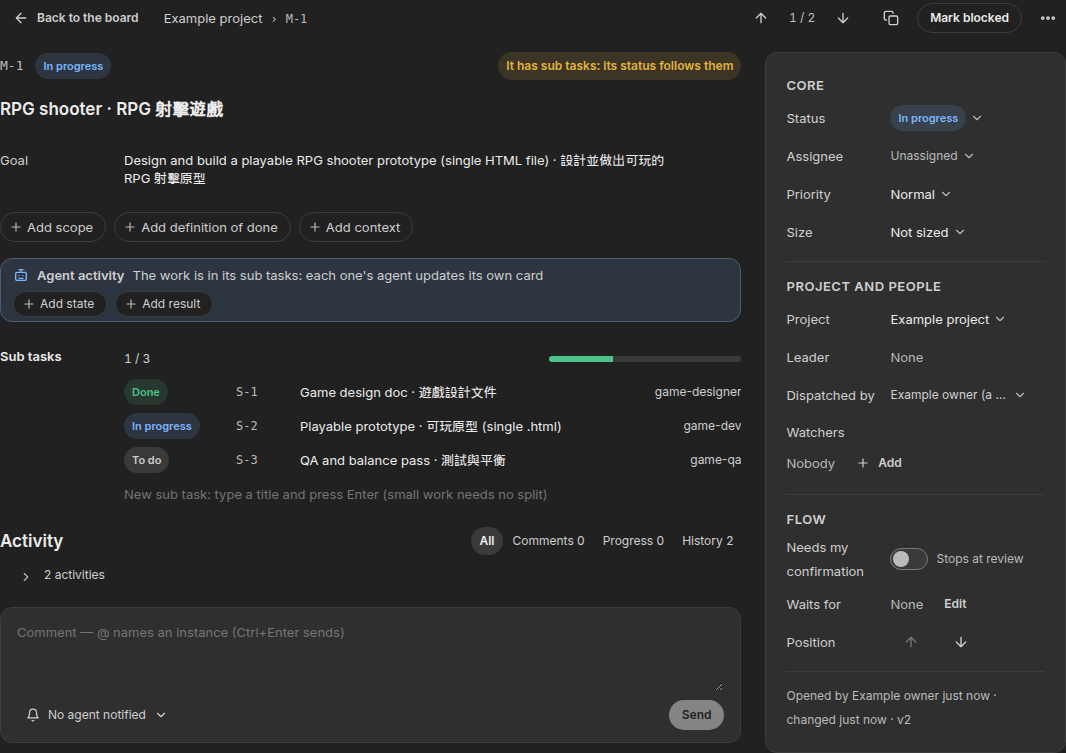 Back to the board
Example project › M-1
1 / 2
Mark blocked
M-1
In progress
It has sub tasks: its status follows them
RPG shooter · RPG 射擊遊戲
Goal
Design and build a playable RPG shooter prototype (single HTML file) · 設計並做出可玩的
RPG 射擊原型
+ Add scope
+ Add definition of done
+ Add context
Agent activity The work is in its sub tasks: each one's agent updates its own card
+ Add state
+ Add result
Sub tasks
1 / 3
Done S-1 Game design doc · 遊戲設計文件 game-designer
In progress S-2 Playable prototype · 可玩原型 (single .html) game-dev
To do S-3 QA and balance pass · 測試與平衡 game-qa
New sub task: type a title and press Enter (small work needs no split)
Activity
All Comments 0 Progress 0 History 2
2 activities
Comment — @ names an instance (Ctrl+Enter sends)
No agent notified
Send
CORE
Status In progress
Assignee Unassigned
Priority Normal
Size Not sized
PROJECT AND PEOPLE
Project Example project
Leader None
Dispatched by Example owner (a ...
Watchers
Nobody + Add
FLOW
Needs my
confirmation
Stops at review
Waits for None Edit
Position
Opened by Example owner just now ·
changed just now · v2